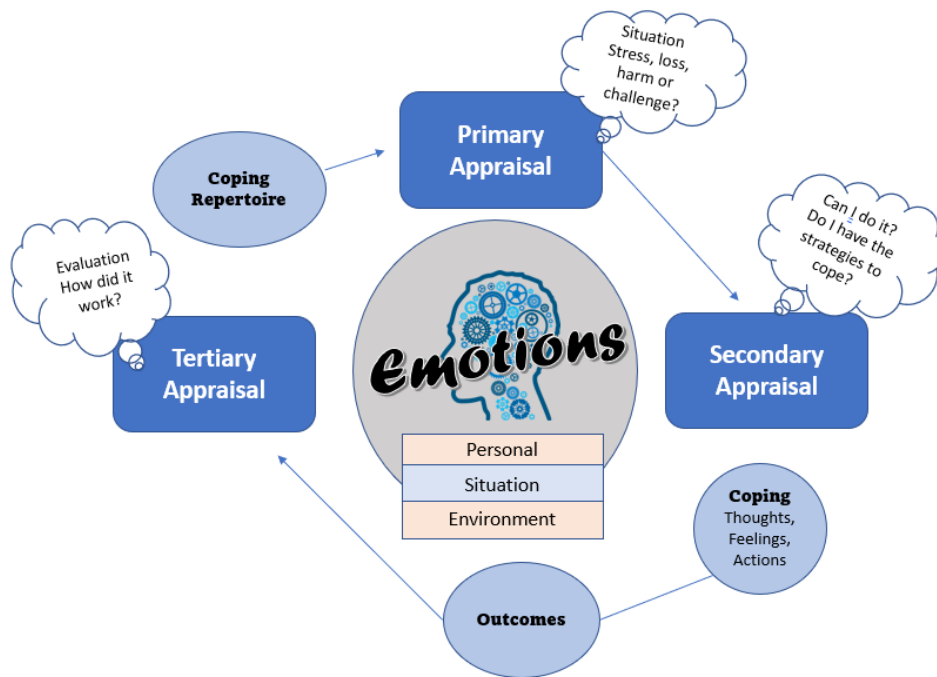 Situation
Stress, loss,
harm or
challenge?
Primary
Appraisal
Coping
Repertoire
Can I do it?
Do I have the
strategies to
cope?
Evaluation
How did it
work?
Tertiary
Appraisal
Emotions
Secondary
Appraisal
Personal
Situation
Environment
Coping
Thoughts,
Feelings,
Actions
Outcomes